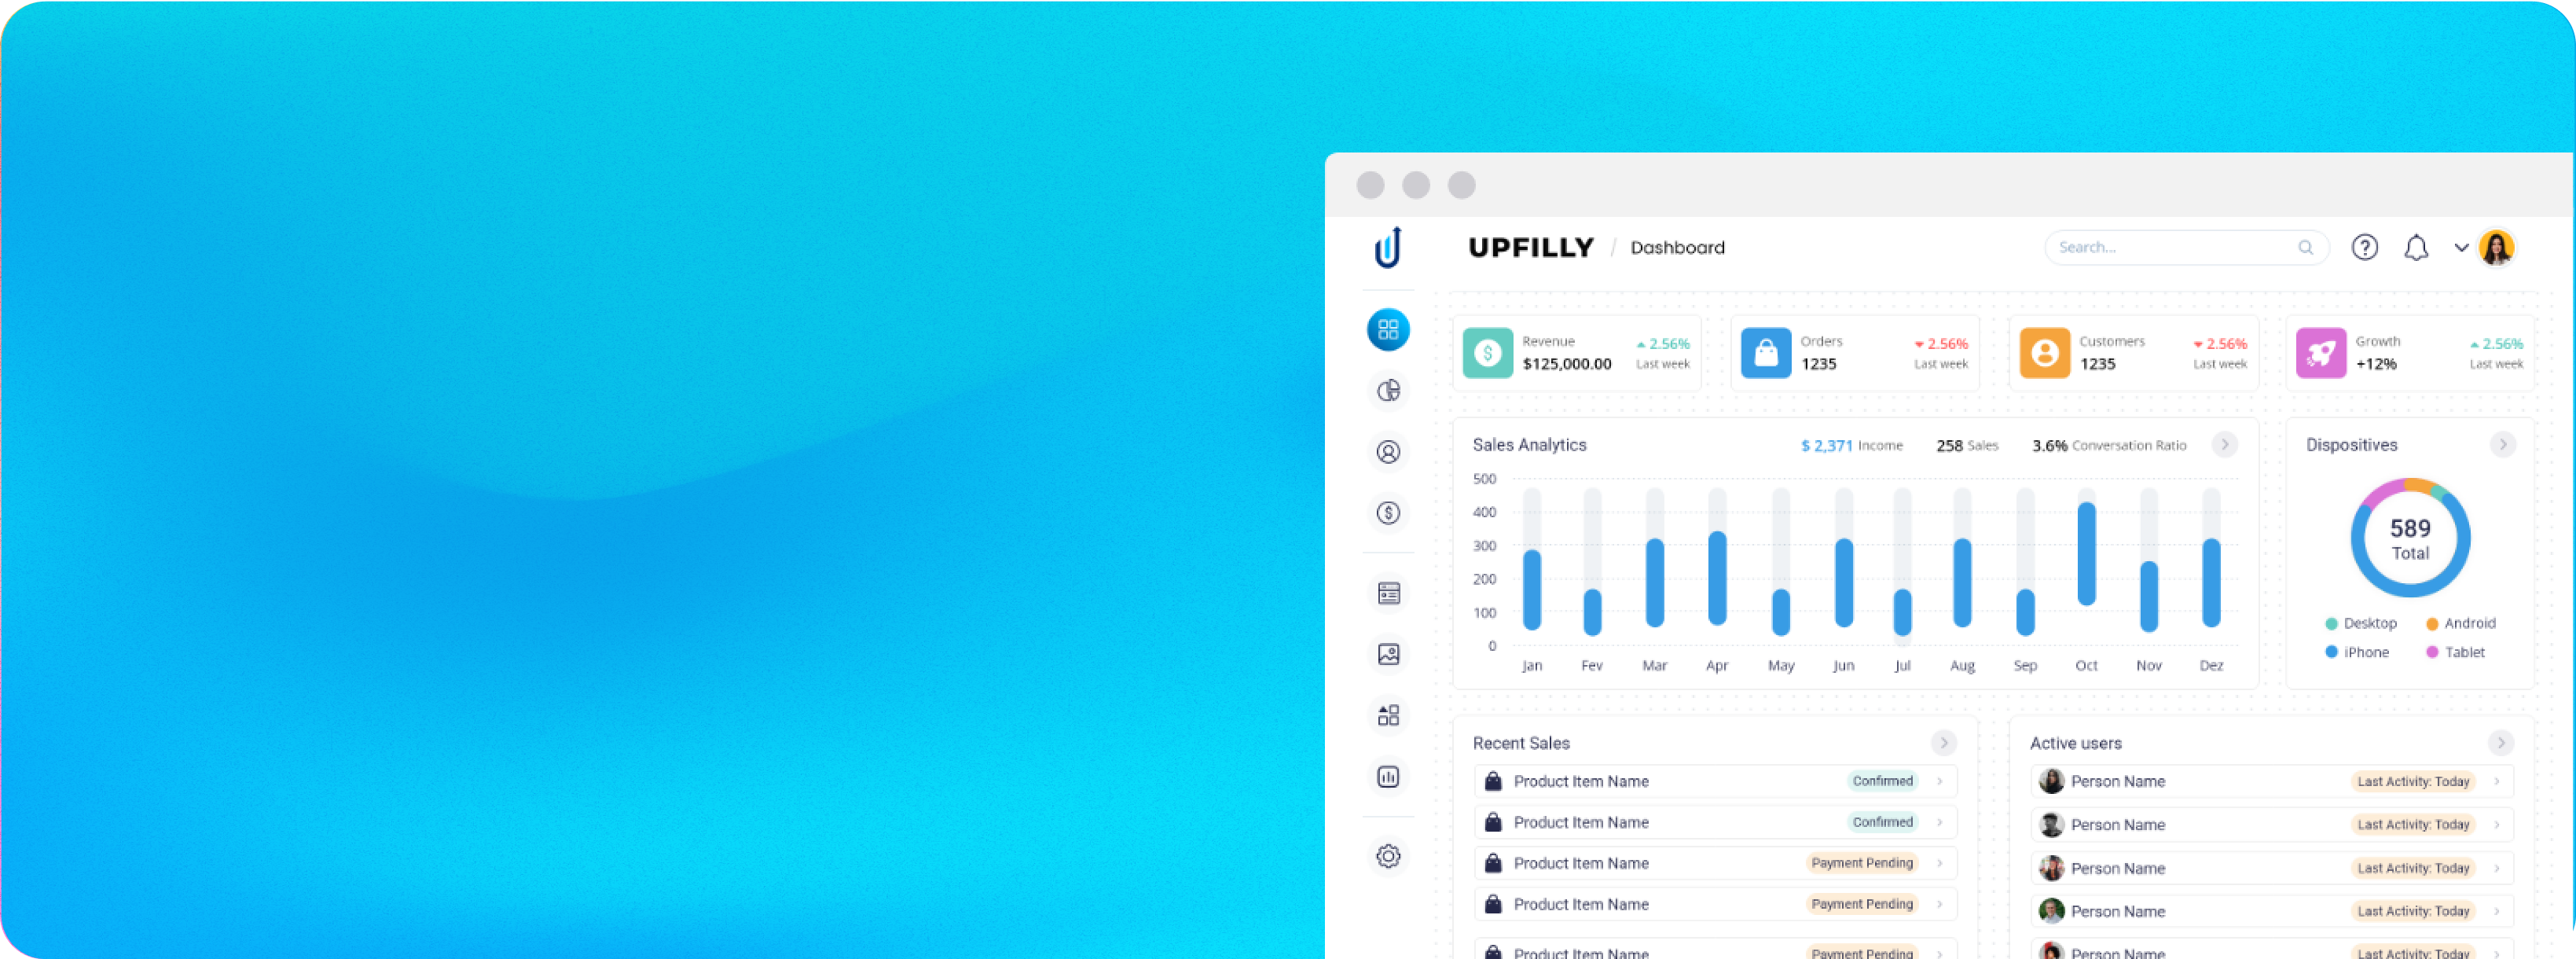 UPFILLY / Dashboard
Search...
Revenue
$125,000.00
2.56%
Last week
Orders
1235
2.56%
Last week
Customers
1235
2.56%
Last week
Growth
+12%
2.56%
Last week
Sales Analytics
$ 2,371 Income
258 Sales
3.6% Conversation Ratio
500
400
300
200
100
0
Jan Fev Mar Apr May Jun Jul Aug Sep Oct Nov Dez
Dispositives
589
Total
Desktop
Android
iPhone
Tablet
Recent Sales
Product Item Name Confirmed
Product Item Name Confirmed
Product Item Name Payment Pending
Product Item Name Payment Pending
Product Item Name Payment Pending
Active users
Person Name Last Activity: Today
Person Name Last Activity: Today
Person Name Last Activity: Today
Person Name Last Activity: Today
Person Name Last Activity: Today